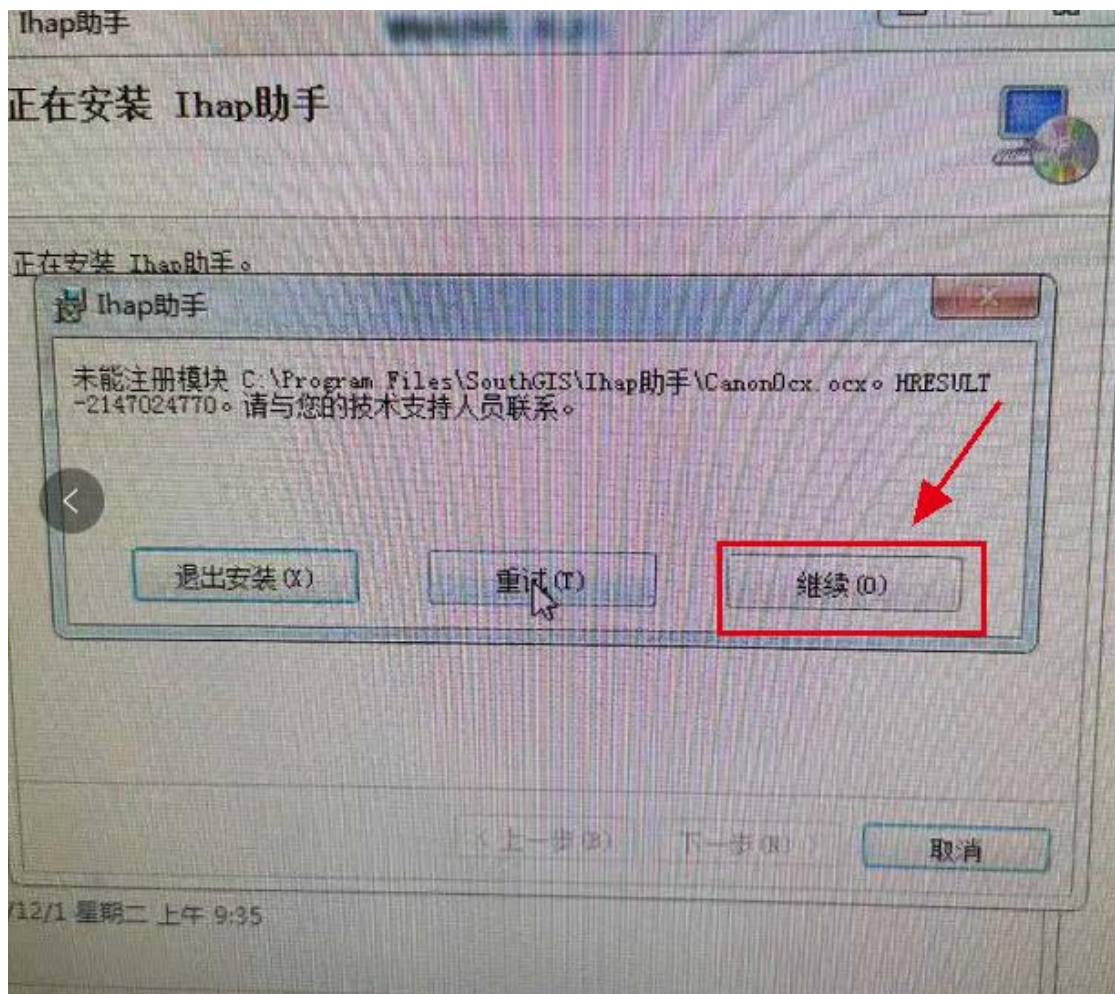 Ihap助手
正在安装 Ihap助手
正在安装 Ihap助手。
Ihap助手
未能注册模块 C:\Program Files\SouthGIS\Ihap助手\CanonOcx.ocx。HRESULT
-2147024770。请与您的技术支持人员联系。
退出安装(X)
重试(T)
继续(O)
< 上一步(B)
下一步(N) >
取消
/12/1 星期二 上午 9:35